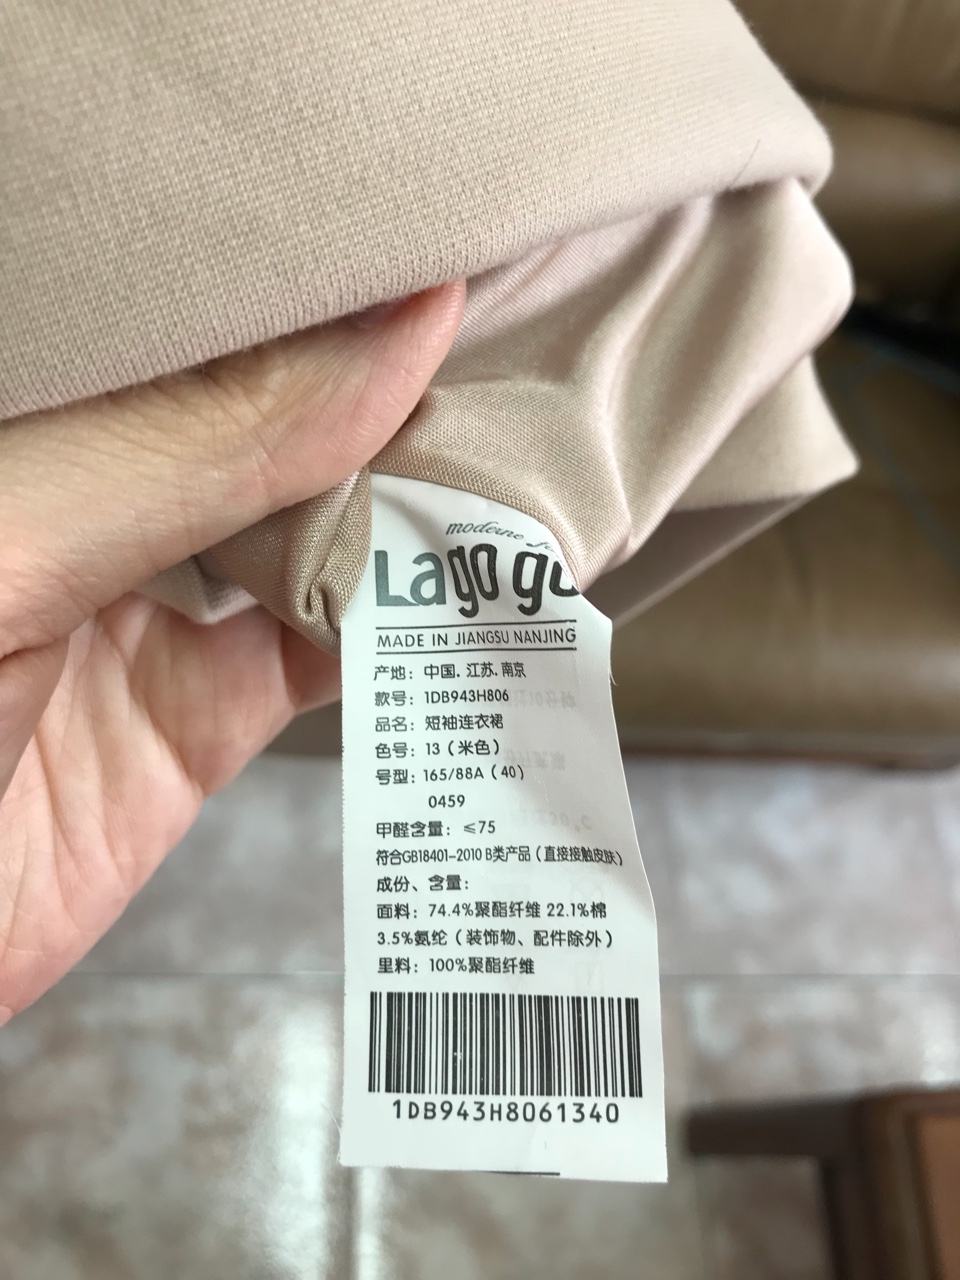 moderne
Lago go
MADE IN JIANGSU NANJING
产地：中国．江苏．南京
款号：1DB943H806
品名：短袖连衣裙
色号：13（米色）
号型：165/88A（40）
0459
甲醛含量：≤75
符合GB18401-2010 B类产品（直接接触皮肤）
成份、含量：
面料：74.4%聚酯纤维 22.1%棉
3.5%氨纶（装饰物、配件除外）
里料：100%聚酯纤维
1DB943H8061340